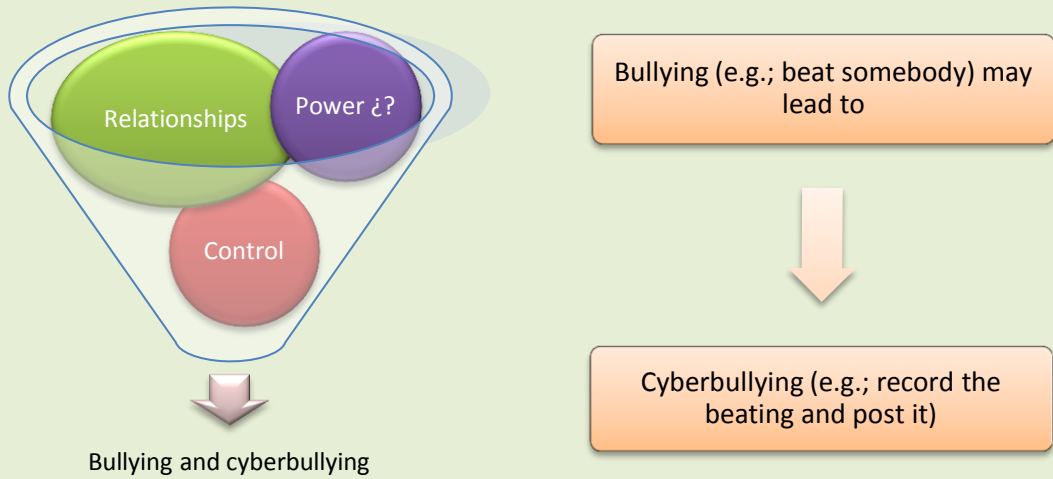 Relationships
Power ¿?
Control
Bullying and cyberbullying
Bullying (e.g.; beat somebody) may
lead to
Cyberbullying (e.g.; record the
beating and post it)